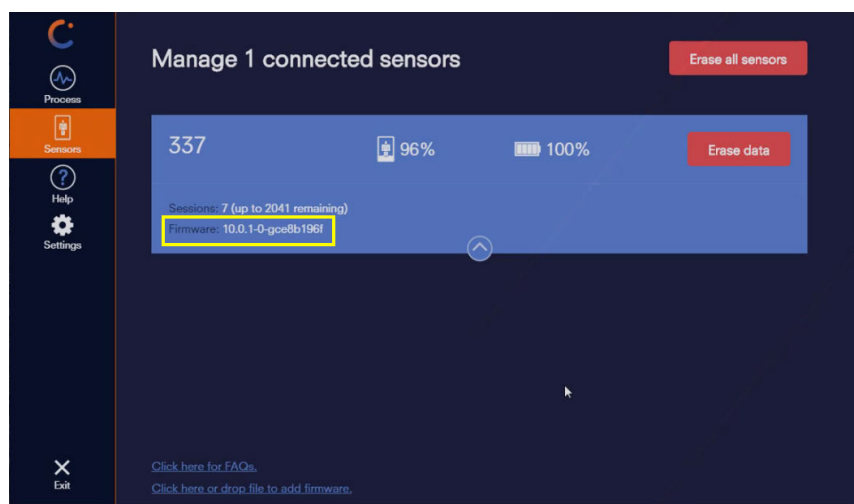 Manage 1 connected sensors
Erase all sensors
Process
Sensors
Help
Settings
337
96%
100%
Erase data
Sessions: 7 (up to 2041 remaining)
Firmware: 10.0.1-0-gce8b196f
Click here for FAQs.
Click here or drop file to add firmware.
Exit